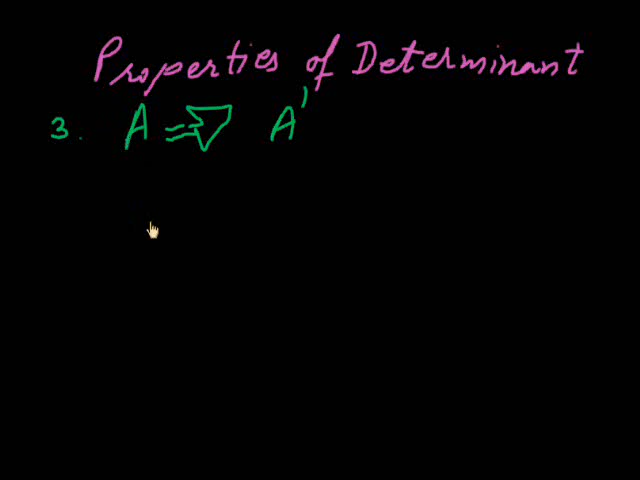 Properties of Determinant
3. A ⇒ A'